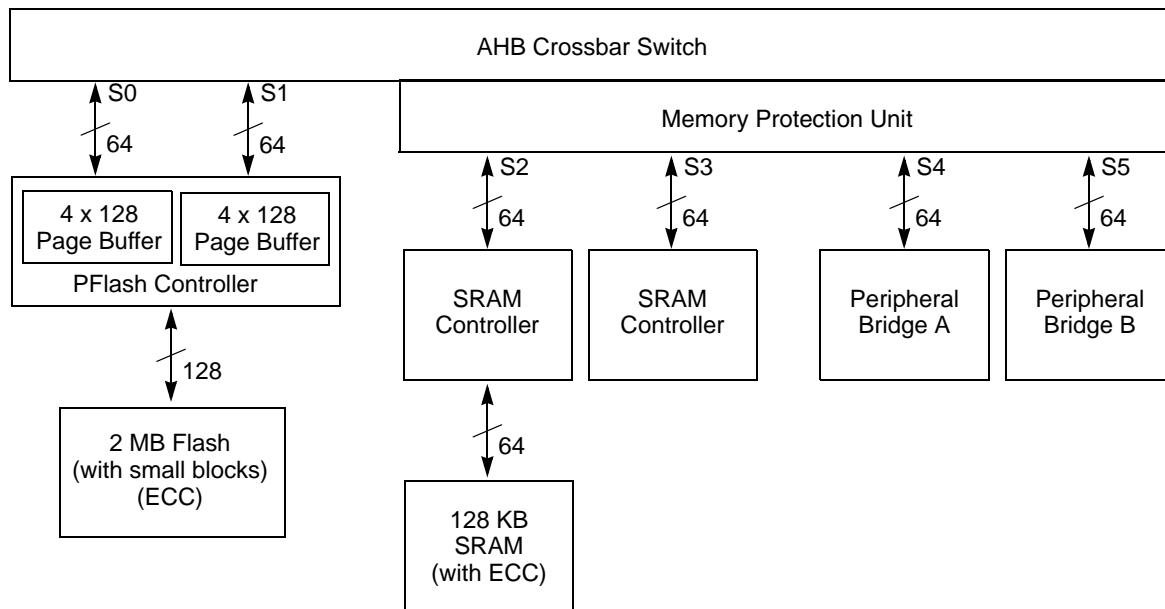 AHB Crossbar Switch
S0
S1
64
64
Memory Protection Unit
S2
S3
S4
S5
64
64
64
64
4 x 128
Page Buffer
4 x 128
Page Buffer
PFlash Controller
SRAM
Controller
SRAM
Controller
Peripheral
Bridge A
Peripheral
Bridge B
128
64
2 MB Flash
(with small blocks)
(ECC)
128 KB
SRAM
(with ECC)